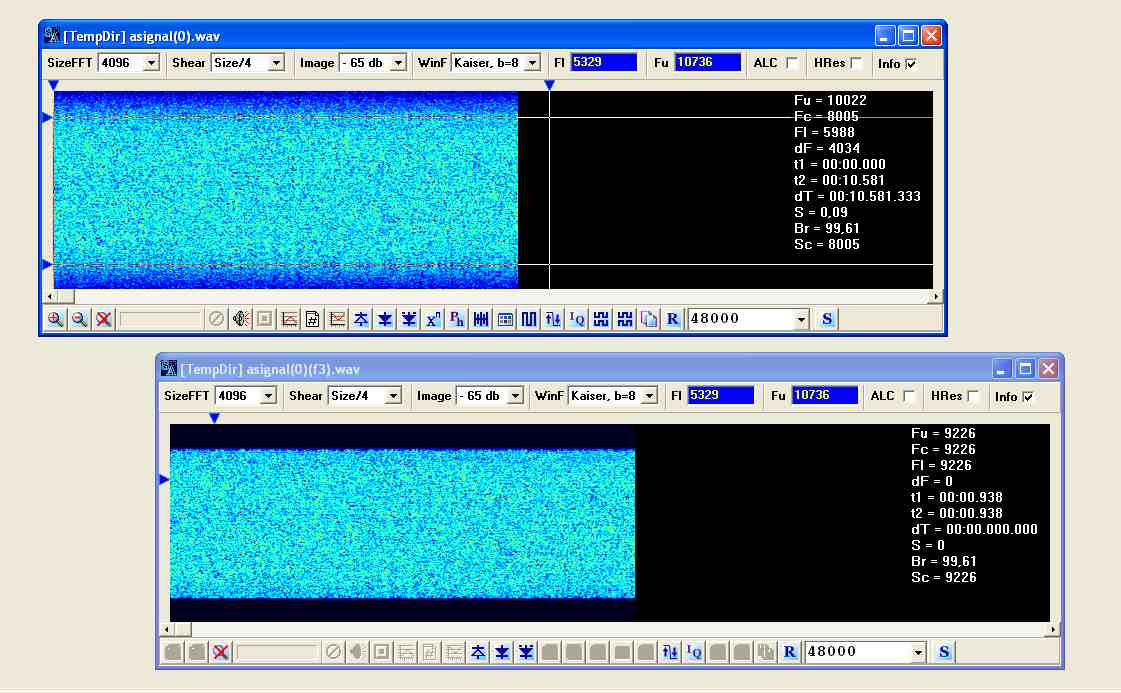 [TempDir] asignal(0).wav
SizeFFT 4096 Shear Size/4 Image - 65 db WinF Kaiser, b=8 Fl 5329 Fu 10736 ALC HRes Info
Fu = 10022
Fc = 8005
Fl = 5988
dF = 4034
t1 = 00:00.000
t2 = 00:10.581
dT = 00:10.581.333
S = 0,09
Br = 99,61
Sc = 8005
x^n Ph IQ R 48000 S
[TempDir] asignal(0)(f3).wav
SizeFFT 4096 Shear Size/4 Image - 65 db WinF Kaiser, b=8 Fl 5329 Fu 10736 ALC HRes Info
Fu = 9226
Fc = 9226
Fl = 9226
dF = 0
t1 = 00:00.938
t2 = 00:00.938
dT = 00:00.000.000
S = 0
Br = 99,61
Sc = 9226
IQ R 48000 S